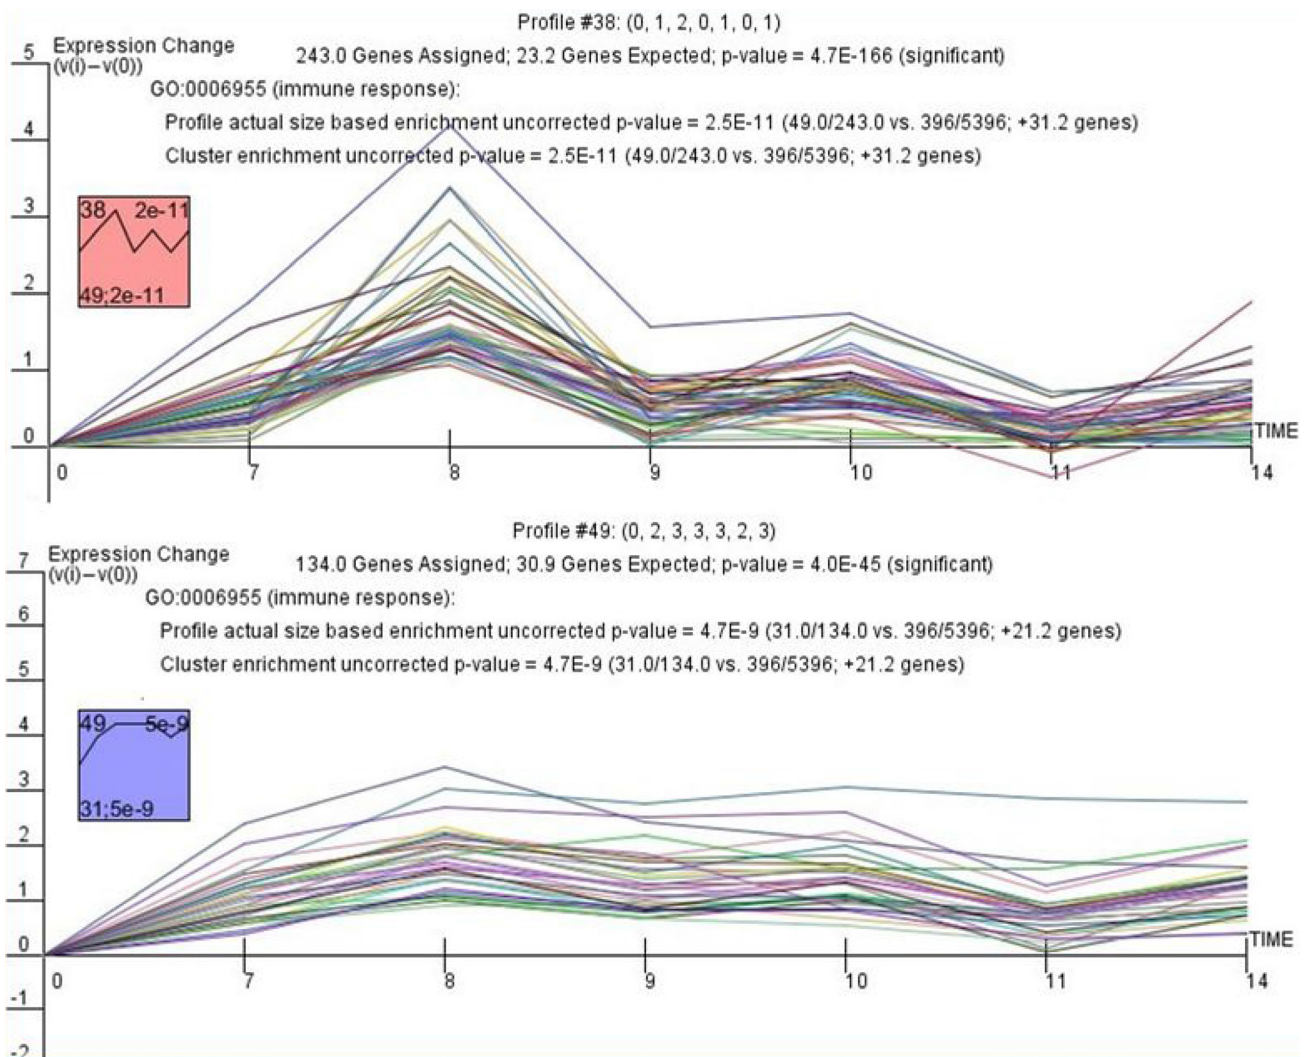 Profile #38: (0, 1, 2, 0, 1, 0, 1)
Expression Change
(v(i)−v(0))
243.0 Genes Assigned; 23.2 Genes Expected; p-value = 4.7E-166 (significant)
GO:0006955 (immune response):
Profile actual size based enrichment uncorrected p-value = 2.5E-11 (49.0/243.0 vs. 396/5396; +31.2 genes)
Cluster enrichment uncorrected p-value = 2.5E-11 (49.0/243.0 vs. 396/5396; +31.2 genes)
5
4
3
2
1
0
38 2e-11
49;2e-11
TIME
0 7 8 9 10 11 14
Profile #49: (0, 2, 3, 3, 3, 2, 3)
Expression Change
(v(i)−v(0))
134.0 Genes Assigned; 30.9 Genes Expected; p-value = 4.0E-45 (significant)
GO:0006955 (immune response):
Profile actual size based enrichment uncorrected p-value = 4.7E-9 (31.0/134.0 vs. 396/5396; +21.2 genes)
Cluster enrichment uncorrected p-value = 4.7E-9 (31.0/134.0 vs. 396/5396; +21.2 genes)
7
6
5
4
3
2
1
0
-1
-2
49 5e-9
31;5e-9
TIME
0 7 8 9 10 11 14